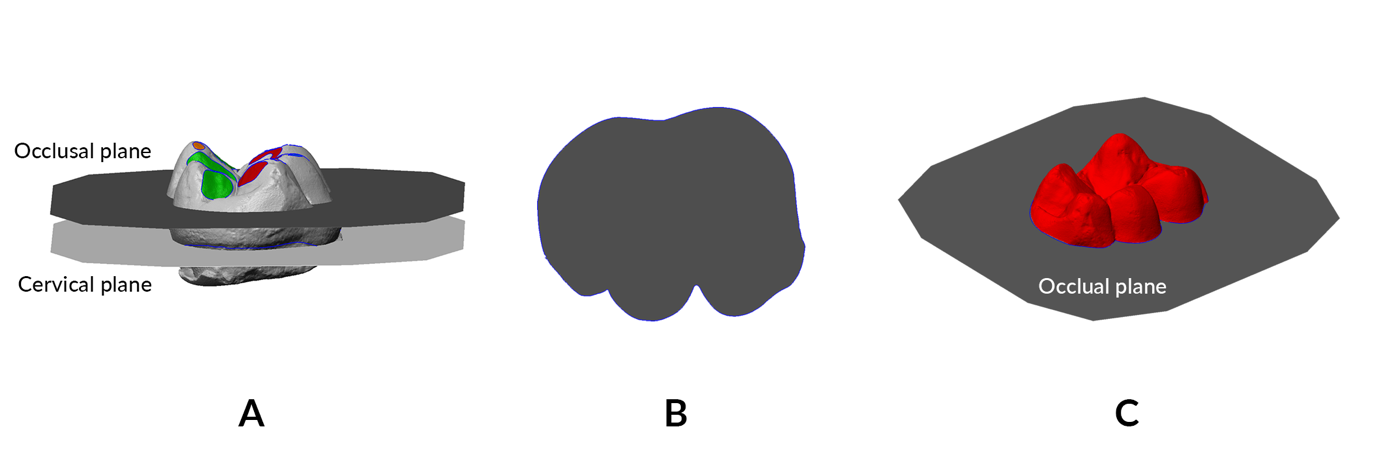 Occlusal plane
Cervical plane
Occlual plane
A
B
C